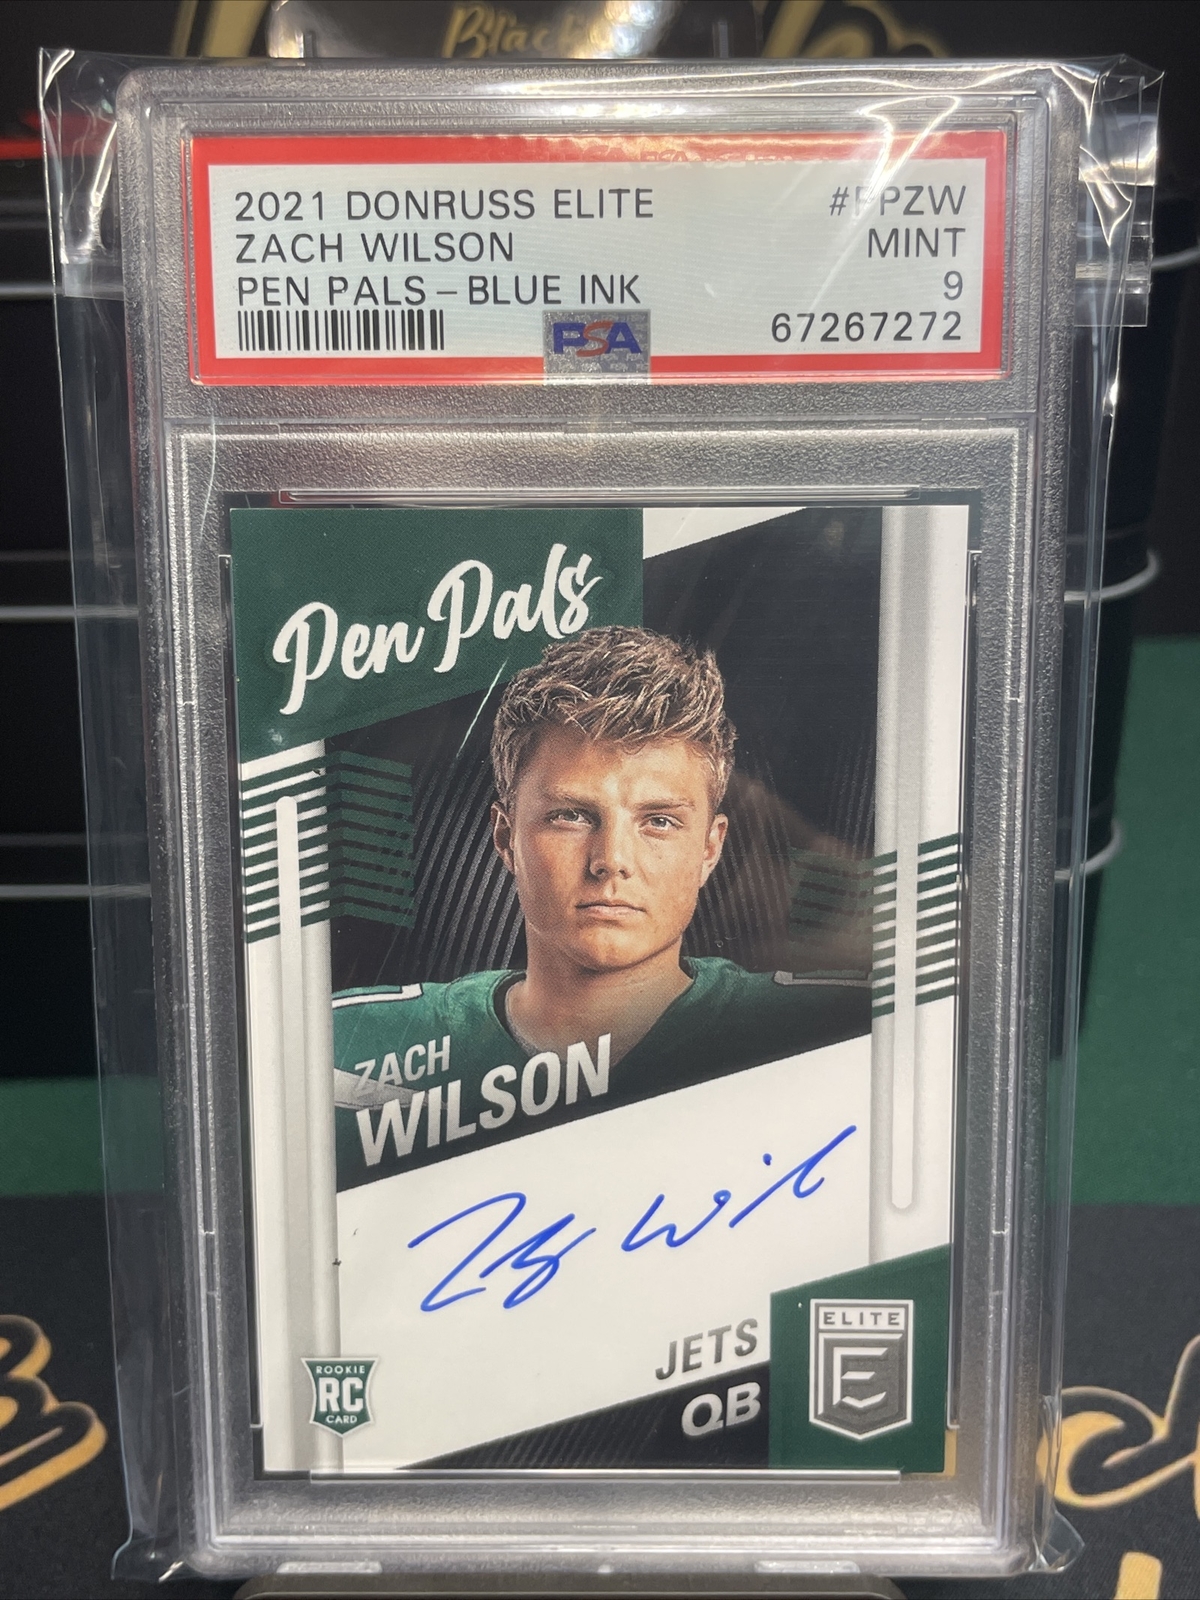 Black
2021 DONRUSS ELITE #PPZW
ZACH WILSON MINT
PEN PALS – BLUE INK 9
PSA 67267272
Pen Pals
ZACH
WILSON
JETS
QB
ELITE
E
ROOKIE
RC
CARD